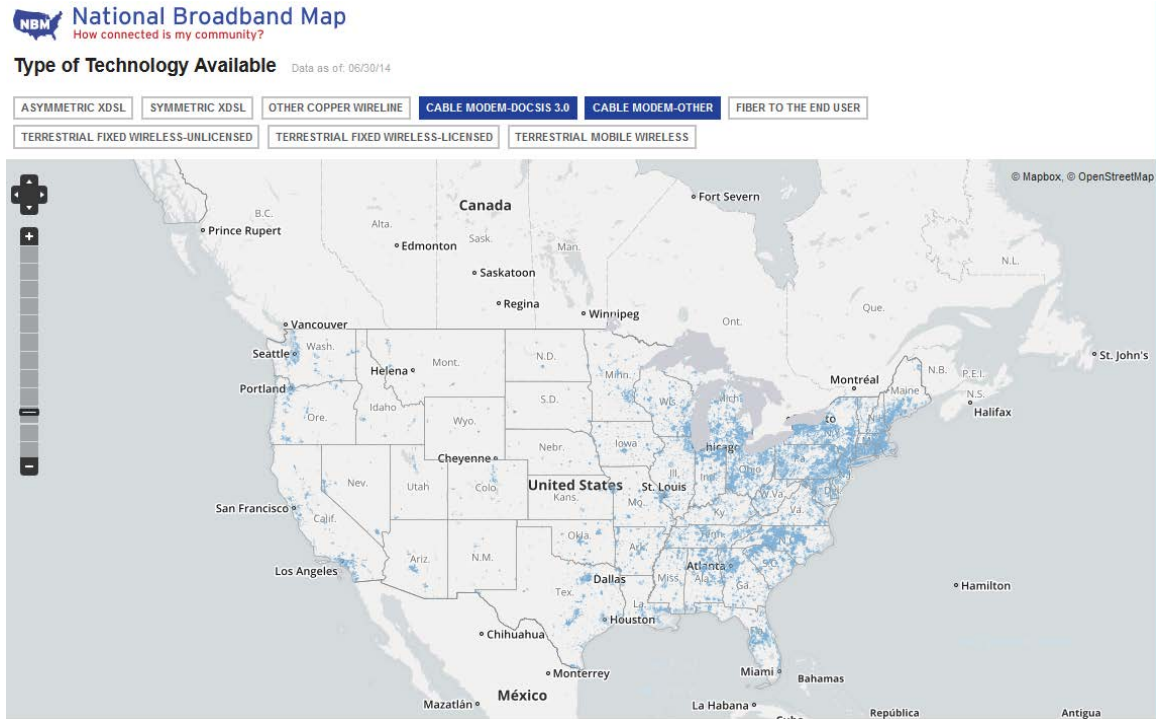 NBM National Broadband Map
How connected is my community?
Type of Technology Available Data as of: 06/30/14
ASYMMETRIC XDSL SYMMETRIC XDSL OTHER COPPER WIRELINE CABLE MODEM-DOCSIS 3.0 CABLE MODEM-OTHER FIBER TO THE END USER
TERRESTRIAL FIXED WIRELESS-UNLICENSED TERRESTRIAL FIXED WIRELESS-LICENSED TERRESTRIAL MOBILE WIRELESS
© Mapbox, © OpenStreetMap
Fort Severn
Canada
B.C.
Alta.
Prince Rupert
Sask.
Edmonton
Man.
N.L.
Saskatoon
Regina
Que.
Winnipeg
Ont.
Vancouver
Wash.
Seattle
N.D.
St. John's
Mont.
Helena
N.B.
P.E.I.
Minn.
Montréal
Portland
Maine
N.S.
S.D.
Idaho
Halifax
Ore.
Wyo.
Iowa
Nebr.
Cheyenne
Nev.
Utah
Colo.
United States
St. Louis
Ill.
Ohio
Pa.
Kans.
Mo.
W.Va.
Va.
San Francisco
Calif.
Ky.
Okla.
Ark.
Ariz.
N.M.
Atlanta
Los Angeles
Dallas
Miss.
Ala.
Ga.
Tex.
Hamilton
La.
Houston
Chihuahua
Monterrey
Miami
Bahamas
México
Mazatlán
La Habana
República
Antigua